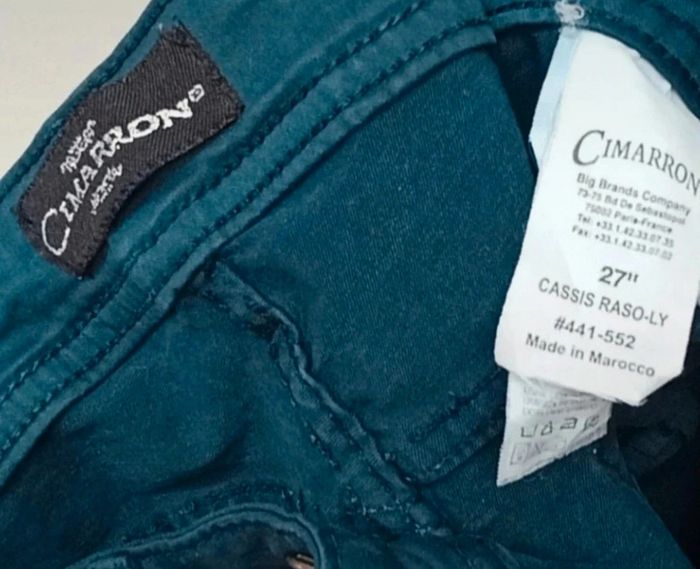 CIMARRON
CIMARRON
Big Brands Company
73-75 Bd De Sebastopol
75002 Paris-France
Tel: +33.1.42.33.07.35
Fax: +33.1.42.33.07.02
27"
CASSIS RASO-LY
#441-552
Made in Marocco